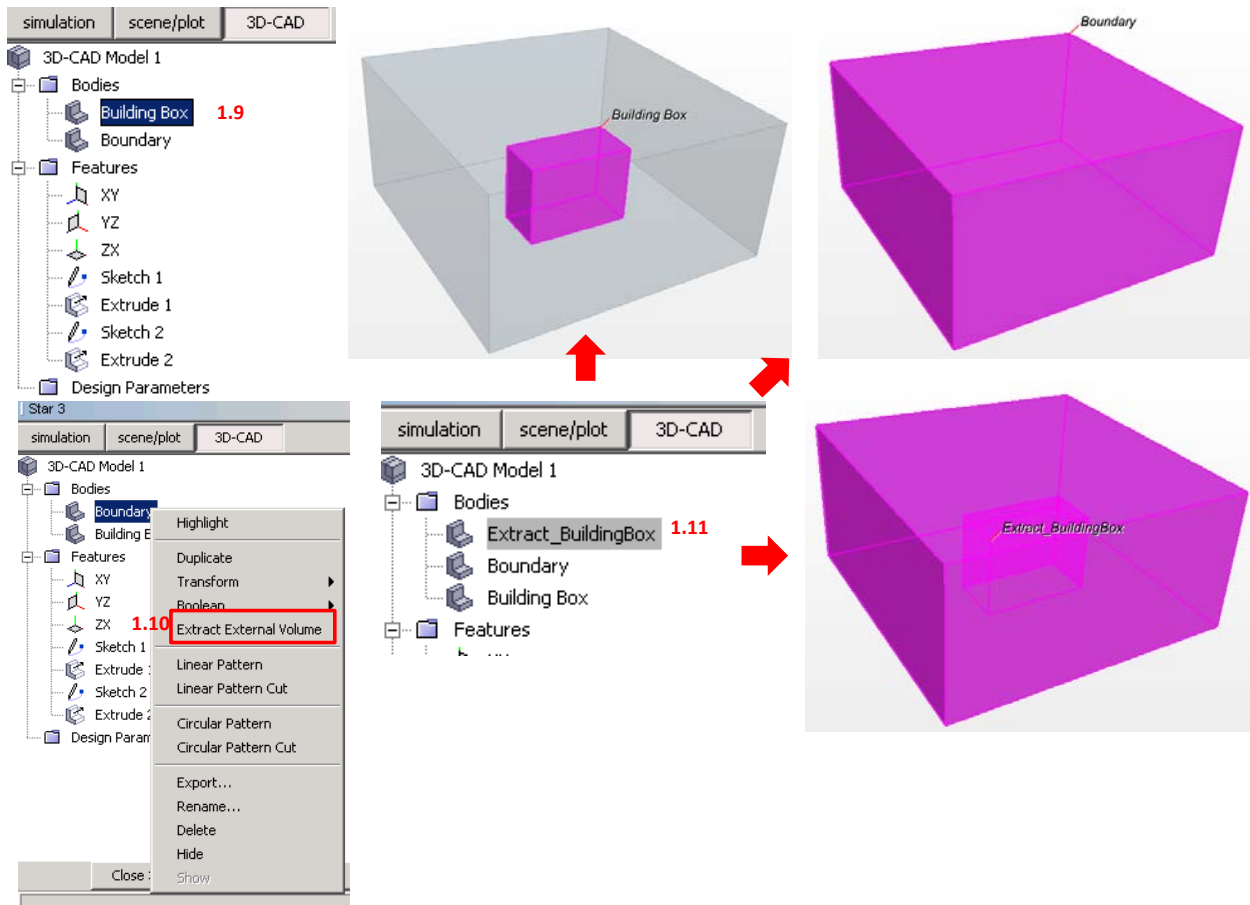 simulation scene/plot 3D-CAD
3D-CAD Model 1
Bodies
Building Box 1.9
Boundary
Features
XY
YZ
ZX
Sketch 1
Extrude 1
Sketch 2
Extrude 2
Design Parameters
Building Box
Boundary
Star 3
simulation scene/plot 3D-CAD
3D-CAD Model 1
Bodies
Boundary
Building
Features
XY
YZ
ZX
Sketch 1
Extrude
Sketch 2
Extrude
Design
Close
Highlight
Duplicate
Transform
Boolean
1.10 Extract External Volume
Linear Pattern
Linear Pattern Cut
Circular Pattern
Circular Pattern Cut
Export...
Rename...
Delete
Hide
Show
simulation scene/plot 3D-CAD
3D-CAD Model 1
Bodies
Extract_BuildingBox 1.11
Boundary
Building Box
Features
Extract_BuildingBox